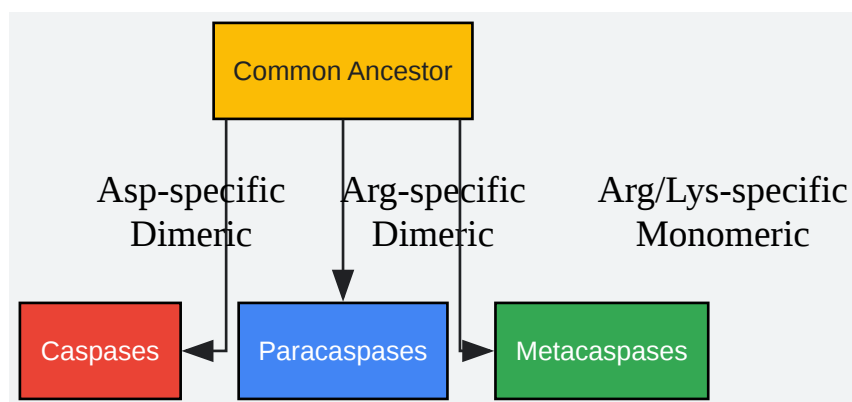 Common Ancestor
Asp-specific
Dimeric
Arg-specific
Dimeric
Arg/Lys-specific
Monomeric
Caspases
Paracaspases
Metacaspases